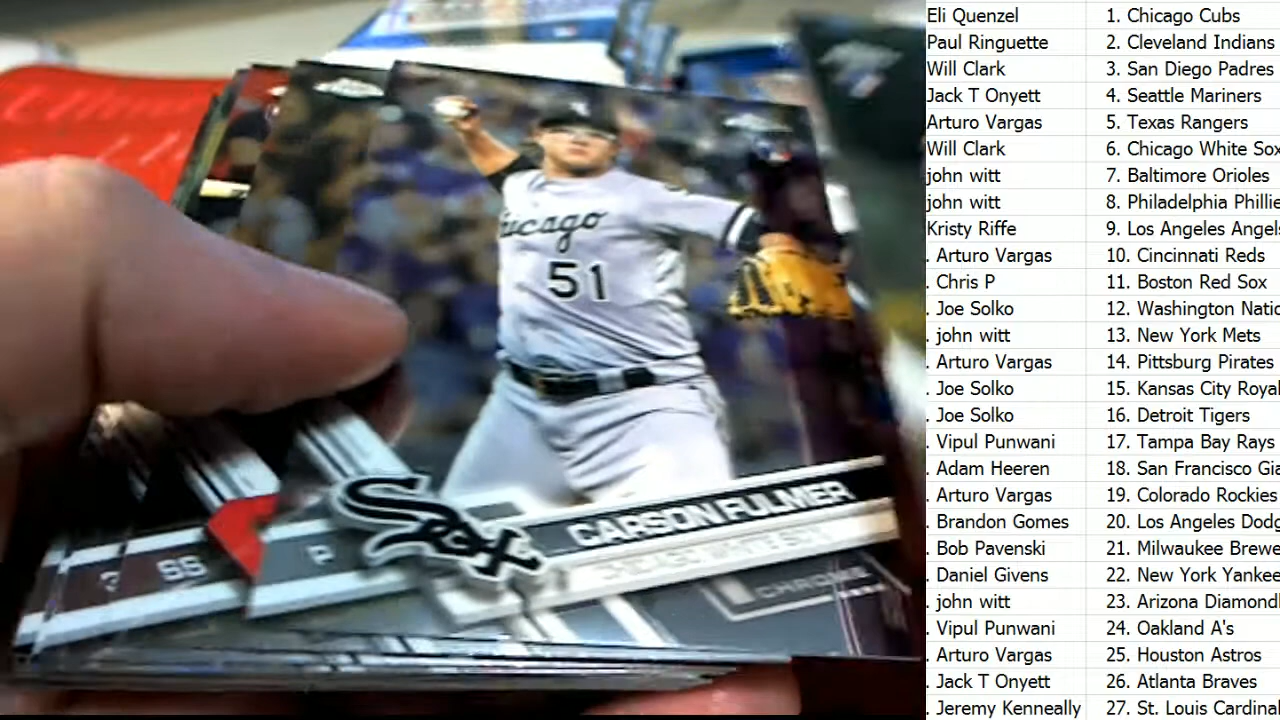 Chicago
51
Sox
CARSON FULMER
CHICAGO WHITE SOX
CHROME
P
SS
Eli Quenzel 1. Chicago Cubs
Paul Ringuette 2. Cleveland Indians
Will Clark 3. San Diego Padres
Jack T Onyett 4. Seattle Mariners
Arturo Vargas 5. Texas Rangers
Will Clark 6. Chicago White Sox
john witt 7. Baltimore Orioles
john witt 8. Philadelphia Phillie
Kristy Riffe 9. Los Angeles Angels
. Arturo Vargas 10. Cincinnati Reds
. Chris P 11. Boston Red Sox
. Joe Solko 12. Washington Natio
. john witt 13. New York Mets
. Arturo Vargas 14. Pittsburg Pirates
. Joe Solko 15. Kansas City Royal
. Joe Solko 16. Detroit Tigers
. Vipul Punwani 17. Tampa Bay Rays
. Adam Heeren 18. San Francisco Gia
. Arturo Vargas 19. Colorado Rockies
. Brandon Gomes 20. Los Angeles Dodg
. Bob Pavenski 21. Milwaukee Brewe
. Daniel Givens 22. New York Yankee
. john witt 23. Arizona Diamondb
. Vipul Punwani 24. Oakland A's
. Arturo Vargas 25. Houston Astros
. Jack T Onyett 26. Atlanta Braves
. Jeremy Kenneally 27. St. Louis Cardinal